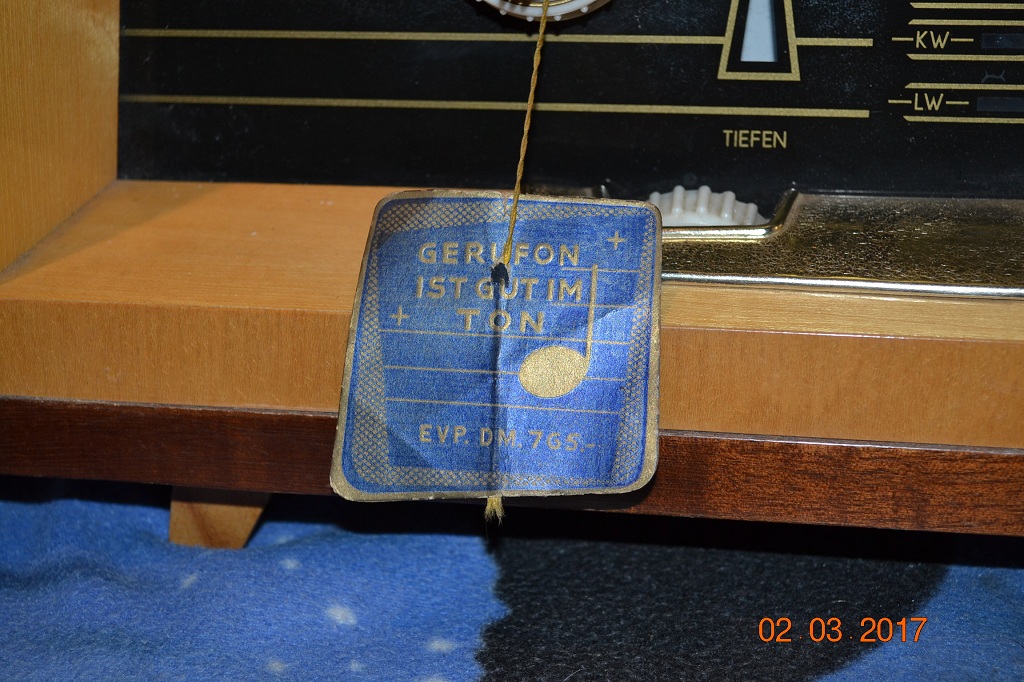 KW
LW
TIEFEN
GERUFON
IST GUT IM
TON
EVP. DM. 765.-
02 03 2017